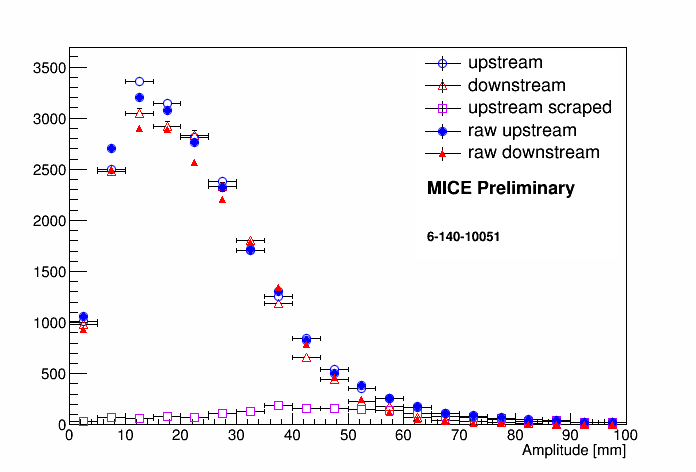 upstream
downstream
upstream scraped
raw upstream
raw downstream
MICE Preliminary
6-140-10051
3500
3000
2500
2000
1500
1000
500
0
0 10 20 30 40 50 60 70 80 90 100
Amplitude [mm]